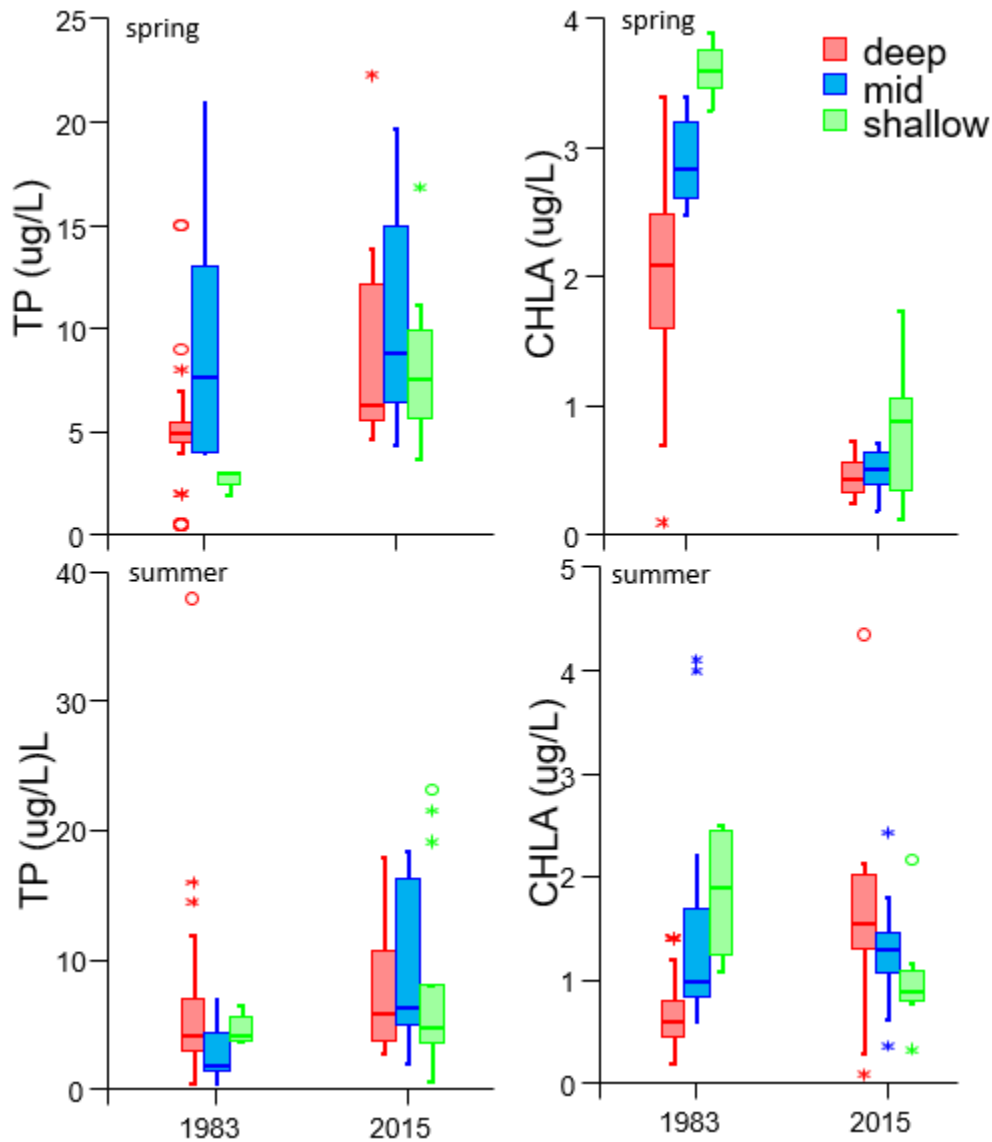 spring
25
20
15
10
5
0
TP (ug/L)
spring
4
3
2
1
0
CHLA (ug/L)
deep
mid
shallow
summer
40
30
20
10
0
TP (ug/L)L
1983
2015
summer
5
4
3
2
1
0
CHLA (ug/L)
1983
2015